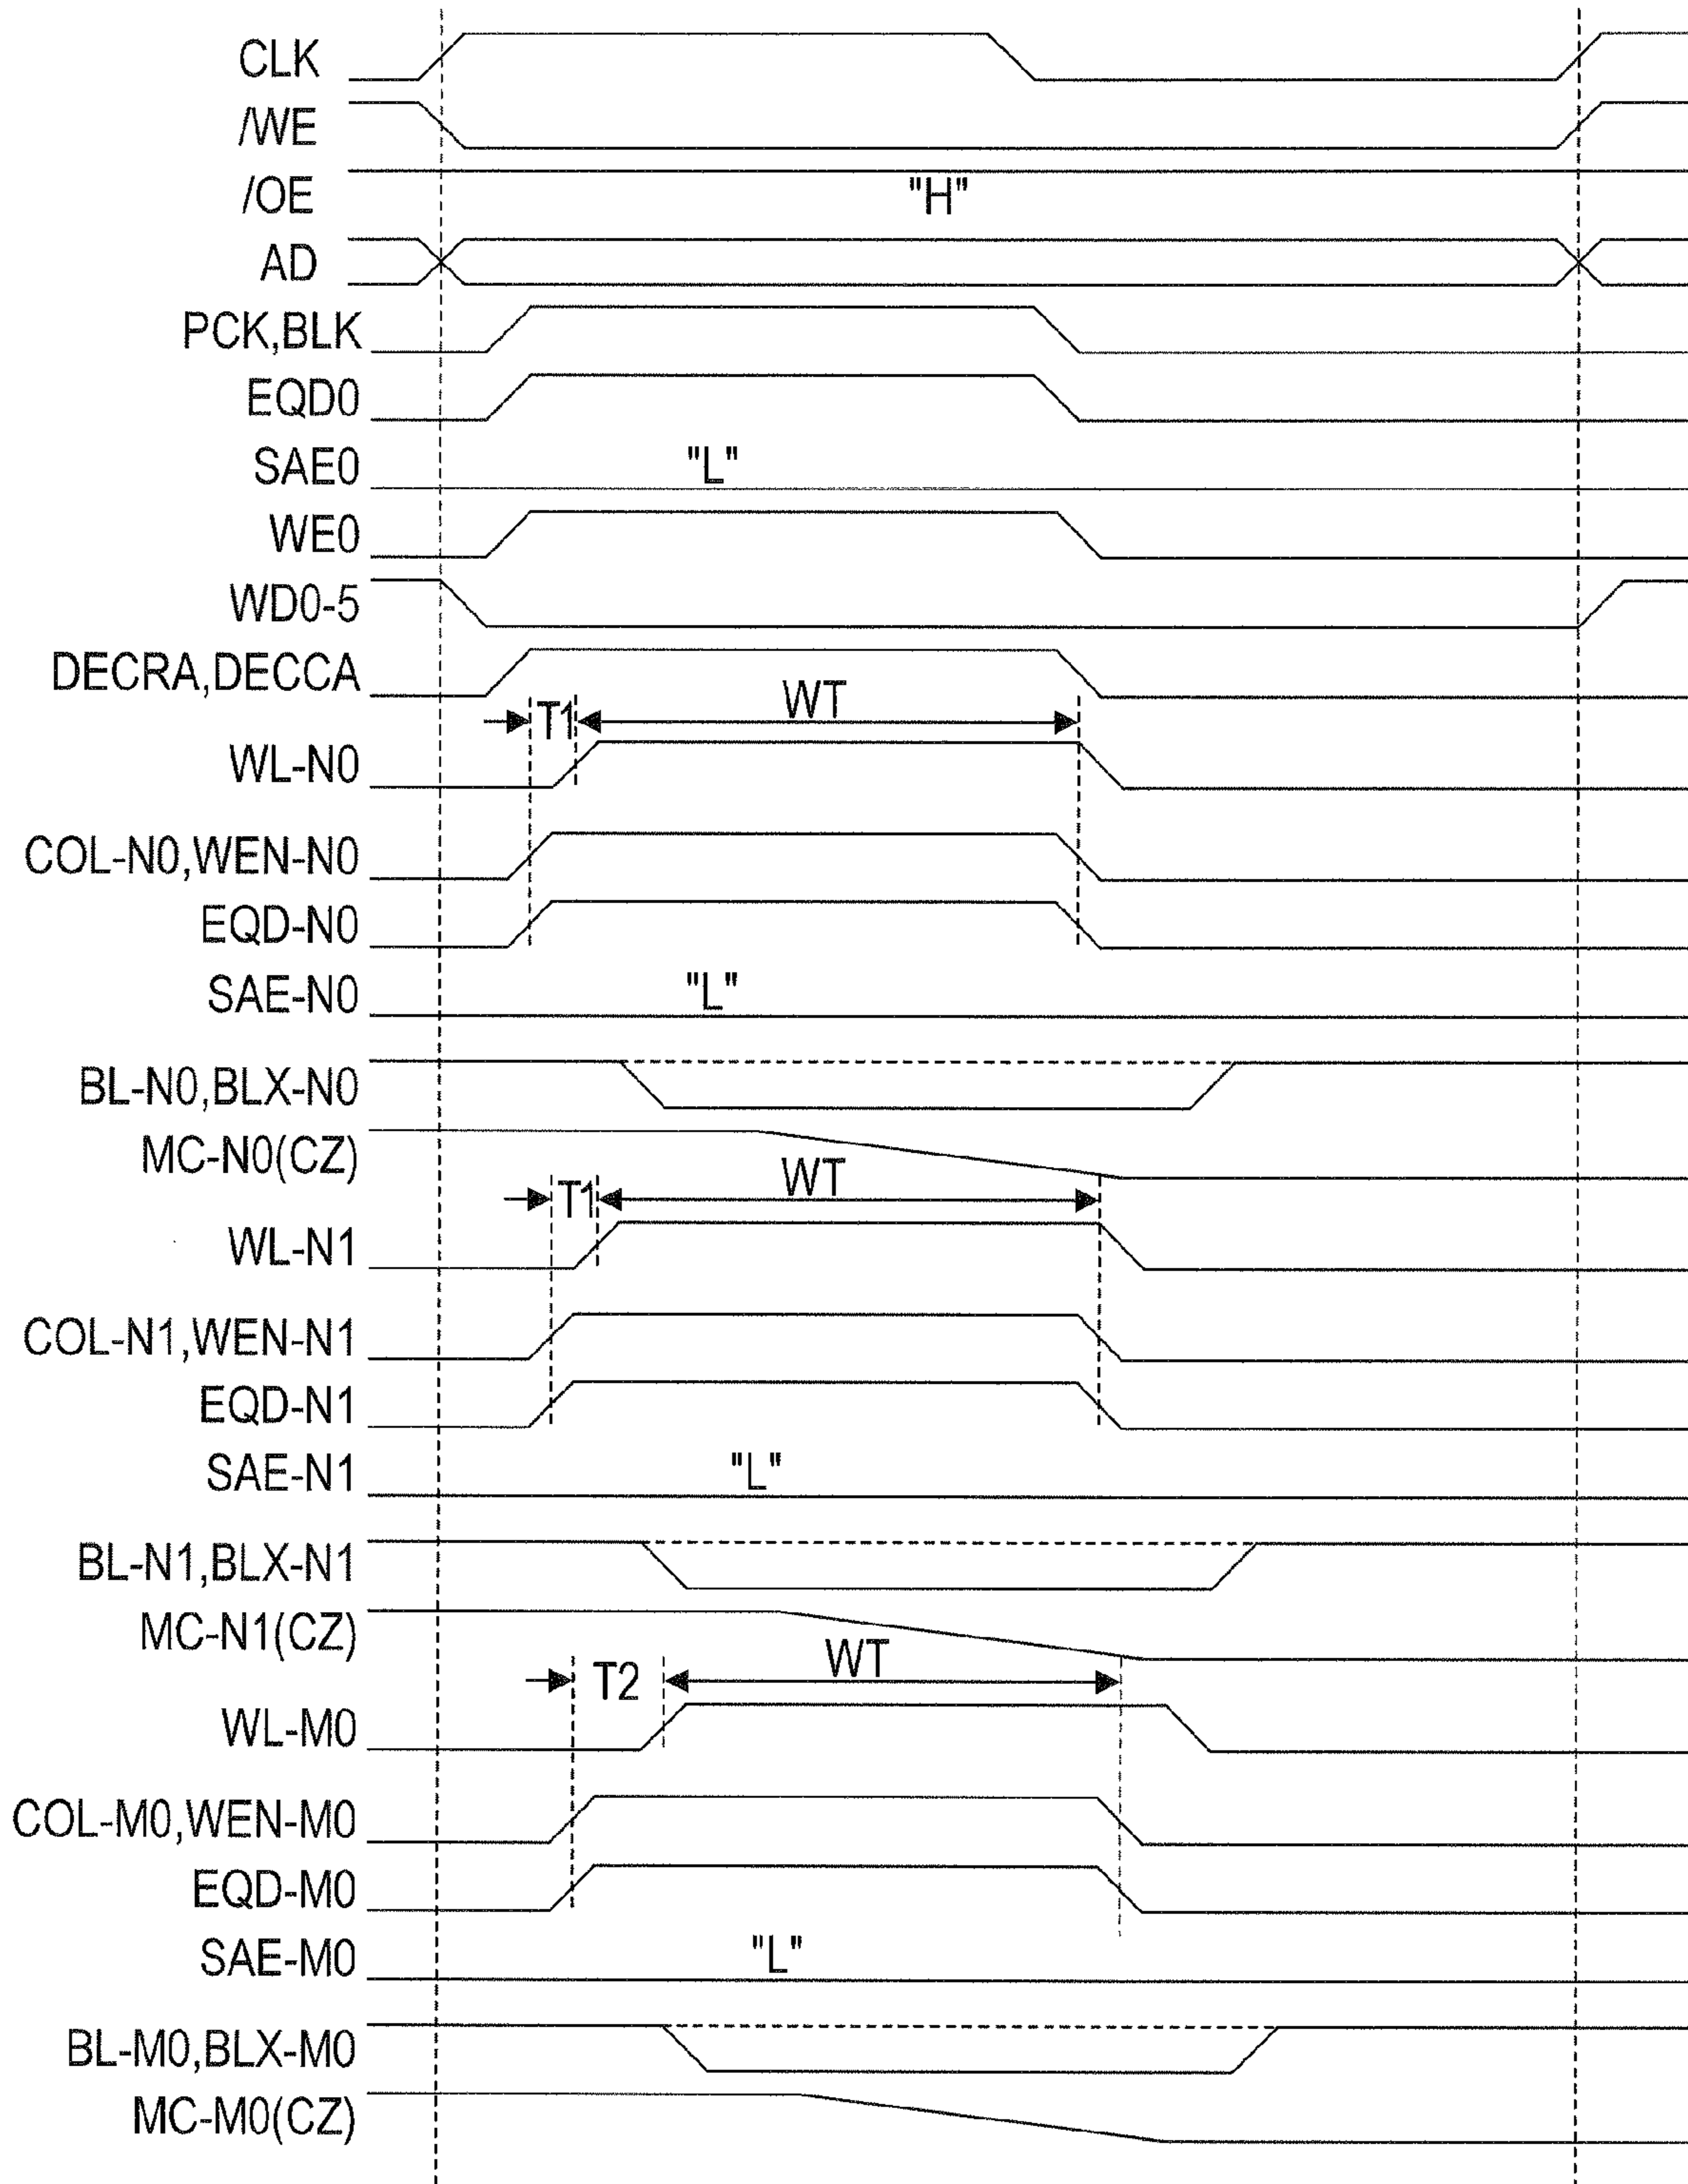 CLK
/WE
/OE
"H"
AD
PCK,BLK
EQD0
SAE0
"L"
WE0
WD0-5
DECRA,DECCA
T1
WT
WL-N0
COL-N0,WEN-N0
EQD-N0
SAE-N0
"L"
BL-N0,BLX-N0
MC-N0(CZ)
T1
WT
WL-N1
COL-N1,WEN-N1
EQD-N1
SAE-N1
"L"
BL-N1,BLX-N1
MC-N1(CZ)
T2
WT
WL-M0
COL-M0,WEN-M0
EQD-M0
SAE-M0
"L"
BL-M0,BLX-M0
MC-M0(CZ)